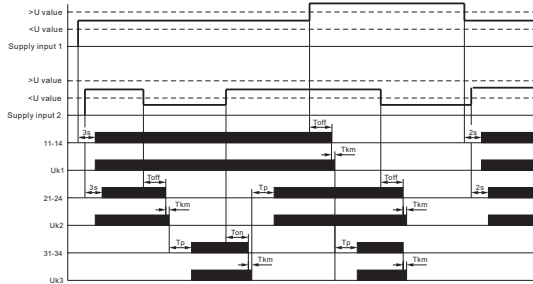 >U value
<U value
Supply input 1
>U value
<U value
Supply input 2
3s Toff 2s
11-14
Tkm
Uk1
3s Toff Tp Toff 2s
21-24
Tkm Tkm
Uk2
Tp Ton Tp
31-34
Tkm Tkm
Uk3